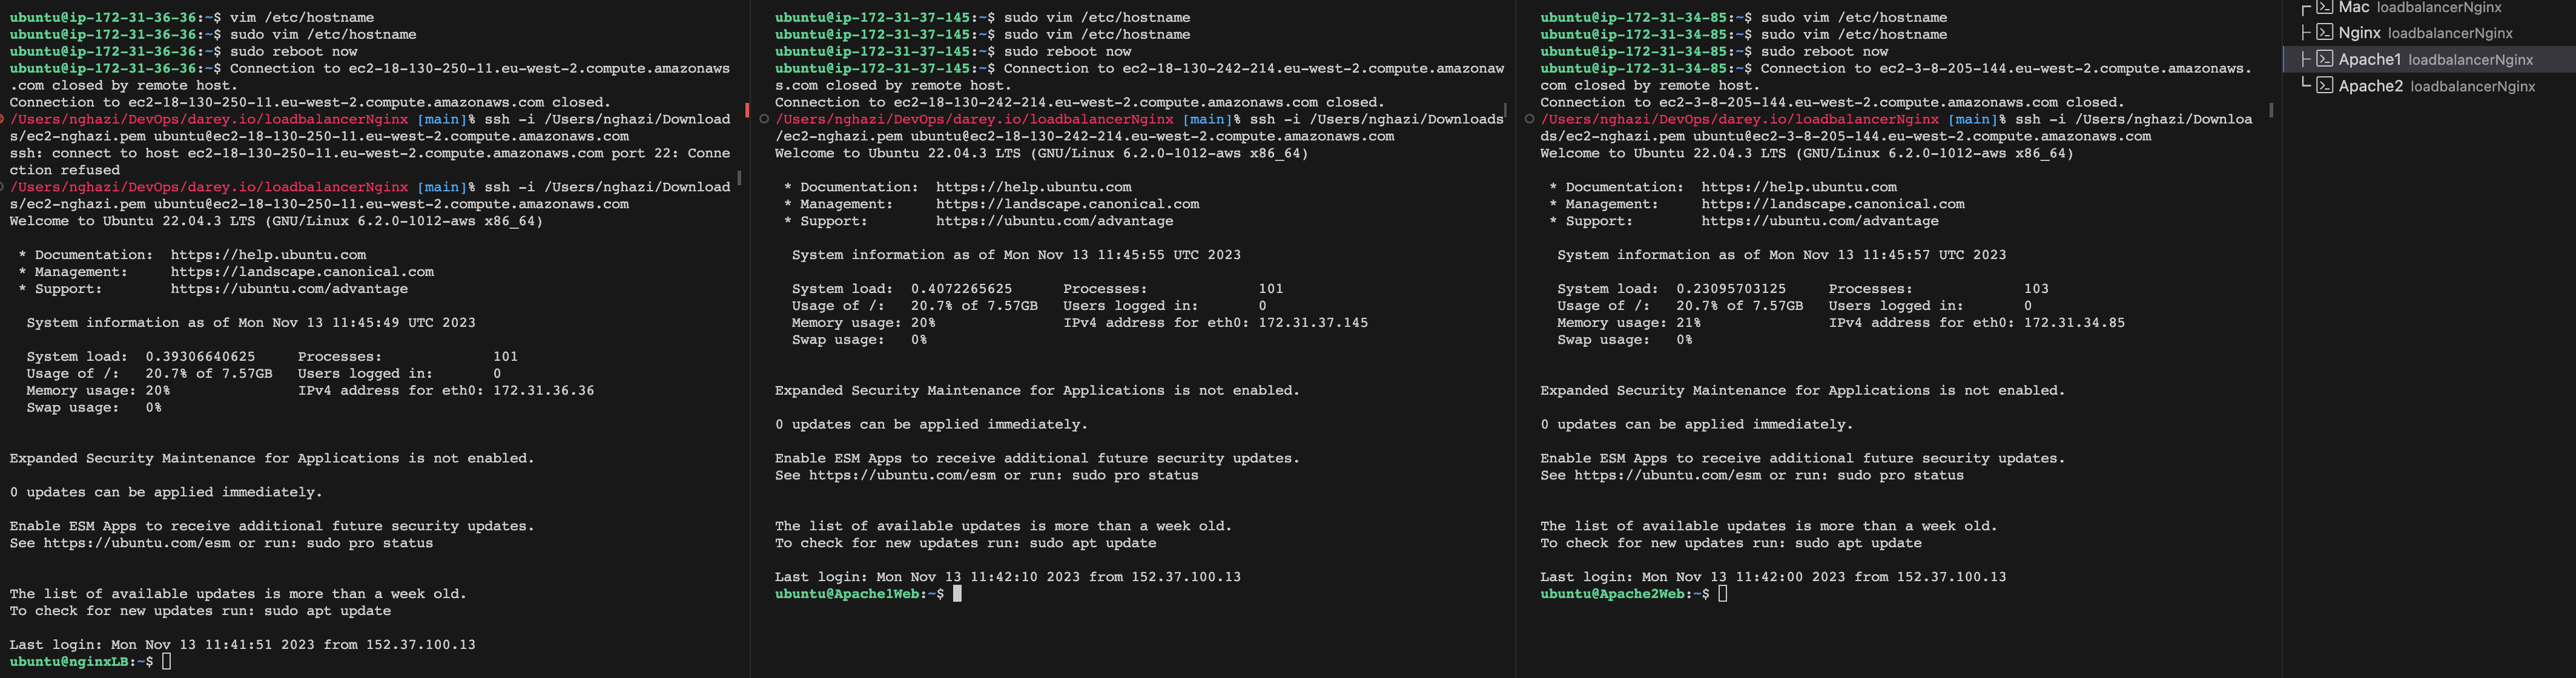 ubuntu@ip-172-31-36-36:~$ vim /etc/hostname
ubuntu@ip-172-31-36-36:~$ sudo vim /etc/hostname
ubuntu@ip-172-31-36-36:~$ sudo reboot now
ubuntu@ip-172-31-36-36:~$ Connection to ec2-18-130-250-11.eu-west-2.compute.amazonaws
.com closed by remote host.
Connection to ec2-18-130-250-11.eu-west-2.compute.amazonaws.com closed.
/Users/nghazi/DevOps/darey.io/loadbalancerNginx [main]% ssh -i /Users/nghazi/Download
s/ec2-nghazi.pem ubuntu@ec2-18-130-250-11.eu-west-2.compute.amazonaws.com
ssh: connect to host ec2-18-130-250-11.eu-west-2.compute.amazonaws.com port 22: Conne
ction refused
/Users/nghazi/DevOps/darey.io/loadbalancerNginx [main]% ssh -i /Users/nghazi/Download
s/ec2-nghazi.pem ubuntu@ec2-18-130-250-11.eu-west-2.compute.amazonaws.com
Welcome to Ubuntu 22.04.3 LTS (GNU/Linux 6.2.0-1012-aws x86_64)
* Documentation: https://help.ubuntu.com
* Management: https://landscape.canonical.com
* Support: https://ubuntu.com/advantage
System information as of Mon Nov 13 11:45:49 UTC 2023
System load: 0.39306640625 Processes: 101
Usage of /: 20.7% of 7.57GB Users logged in: 0
Memory usage: 20% IPv4 address for eth0: 172.31.36.36
Swap usage: 0%
Expanded Security Maintenance for Applications is not enabled.
0 updates can be applied immediately.
Enable ESM Apps to receive additional future security updates.
See https://ubuntu.com/esm or run: sudo pro status
The list of available updates is more than a week old.
To check for new updates run: sudo apt update
Last login: Mon Nov 13 11:41:51 2023 from 152.37.100.13
ubuntu@nginxLB:~$
ubuntu@ip-172-31-37-145:~$ sudo vim /etc/hostname
ubuntu@ip-172-31-37-145:~$ sudo vim /etc/hostname
ubuntu@ip-172-31-37-145:~$ sudo reboot now
ubuntu@ip-172-31-37-145:~$ Connection to ec2-18-130-242-214.eu-west-2.compute.amazonaw
s.com closed by remote host.
Connection to ec2-18-130-242-214.eu-west-2.compute.amazonaws.com closed.
/Users/nghazi/DevOps/darey.io/loadbalancerNginx [main]% ssh -i /Users/nghazi/Downloads
/ec2-nghazi.pem ubuntu@ec2-18-130-242-214.eu-west-2.compute.amazonaws.com
Welcome to Ubuntu 22.04.3 LTS (GNU/Linux 6.2.0-1012-aws x86_64)
* Documentation: https://help.ubuntu.com
* Management: https://landscape.canonical.com
* Support: https://ubuntu.com/advantage
System information as of Mon Nov 13 11:45:55 UTC 2023
System load: 0.4072265625 Processes: 101
Usage of /: 20.7% of 7.57GB Users logged in: 0
Memory usage: 20% IPv4 address for eth0: 172.31.37.145
Swap usage: 0%
Expanded Security Maintenance for Applications is not enabled.
0 updates can be applied immediately.
Enable ESM Apps to receive additional future security updates.
See https://ubuntu.com/esm or run: sudo pro status
The list of available updates is more than a week old.
To check for new updates run: sudo apt update
Last login: Mon Nov 13 11:42:10 2023 from 152.37.100.13
ubuntu@Apache1Web:~$
ubuntu@ip-172-31-34-85:~$ sudo vim /etc/hostname
ubuntu@ip-172-31-34-85:~$ sudo vim /etc/hostname
ubuntu@ip-172-31-34-85:~$ sudo reboot now
ubuntu@ip-172-31-34-85:~$ Connection to ec2-3-8-205-144.eu-west-2.compute.amazonaws.
com closed by remote host.
Connection to ec2-3-8-205-144.eu-west-2.compute.amazonaws.com closed.
/Users/nghazi/DevOps/darey.io/loadbalancerNginx [main]% ssh -i /Users/nghazi/Downloa
ds/ec2-nghazi.pem ubuntu@ec2-3-8-205-144.eu-west-2.compute.amazonaws.com
Welcome to Ubuntu 22.04.3 LTS (GNU/Linux 6.2.0-1012-aws x86_64)
* Documentation: https://help.ubuntu.com
* Management: https://landscape.canonical.com
* Support: https://ubuntu.com/advantage
System information as of Mon Nov 13 11:45:57 UTC 2023
System load: 0.23095703125 Processes: 103
Usage of /: 20.7% of 7.57GB Users logged in: 0
Memory usage: 21% IPv4 address for eth0: 172.31.34.85
Swap usage: 0%
Expanded Security Maintenance for Applications is not enabled.
0 updates can be applied immediately.
Enable ESM Apps to receive additional future security updates.
See https://ubuntu.com/esm or run: sudo pro status
The list of available updates is more than a week old.
To check for new updates run: sudo apt update
Last login: Mon Nov 13 11:42:00 2023 from 152.37.100.13
ubuntu@Apache2Web:~$
Mac loadbalancerNginx
Nginx loadbalancerNginx
Apache1 loadbalancerNginx
Apache2 loadbalancerNginx